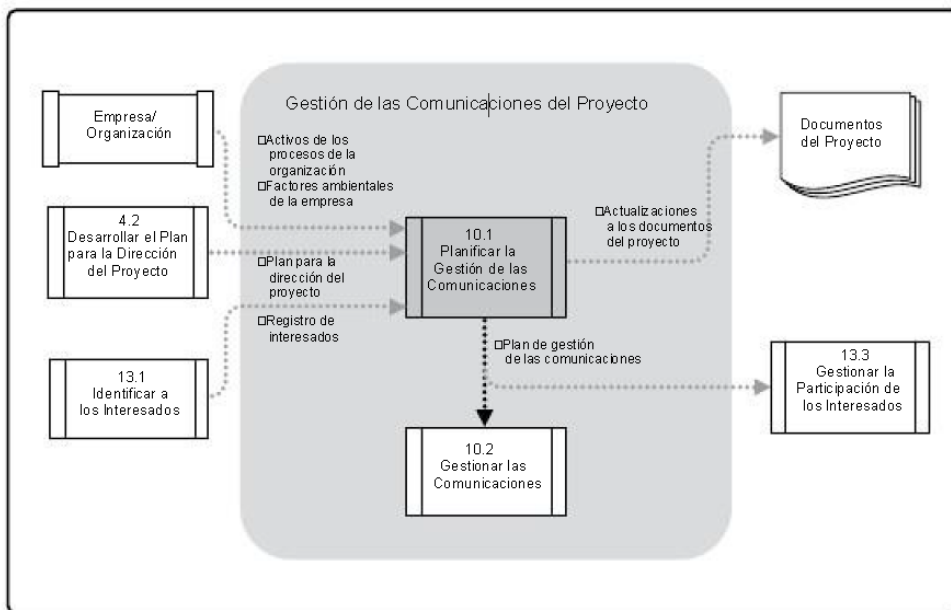 Gestión de las Comunicaciones del Proyecto
Empresa/
Organización
□Activos de los
procesos de la
organización
□Factores ambientales
de la empresa
Documentos
del Proyecto
4.2
Desarrollar el Plan
para la Dirección
del Proyecto
10.1
Planificar la
Gestión de las
Comunicaciones
□Actualizaciones
a los documentos
del proyecto
□Plan para la
dirección del
proyecto
□Registro de
interesados
□Plan de gestión
de las comunicaciones
13.1
Identificar a
los Interesados
13.3
Gestionar la
Participación de
los Interesados
10.2
Gestionar las
Comunicaciones